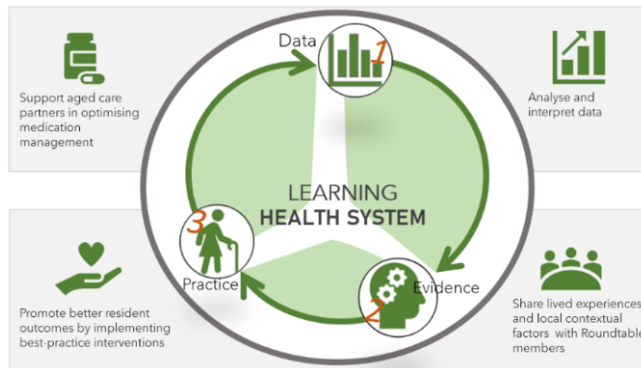 Data
1
Support aged care
partners in optimising
medication
management
Analyse and
interpret data
LEARNING
HEALTH SYSTEM
3
Practice
2
Evidence
Promote better resident
outcomes by implementing
best-practice interventions
Share lived experiences
and local contextual
factors with Roundtable
members